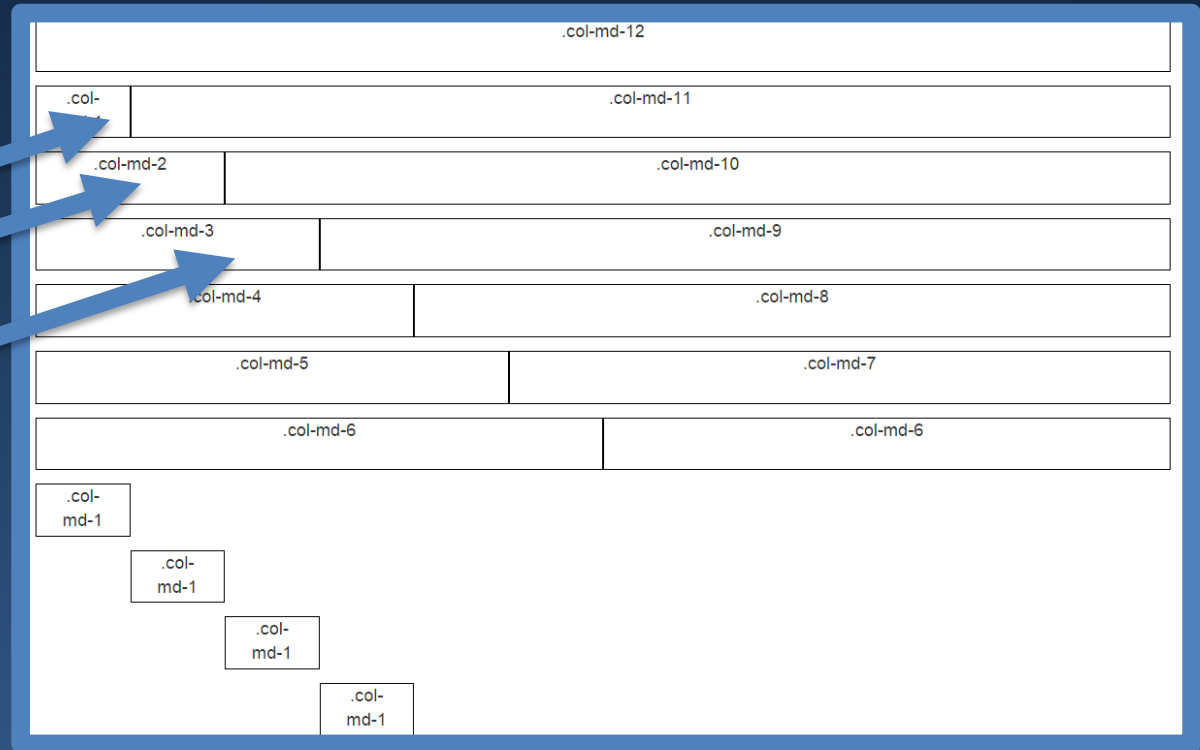 .col-md-12
.col-
.col-md-11
.col-md-2
.col-md-10
.col-md-3
.col-md-9
.col-md-4
.col-md-8
.col-md-5
.col-md-7
.col-md-6
.col-md-6
.col-
md-1
.col-
md-1
.col-
md-1
.col-
md-1